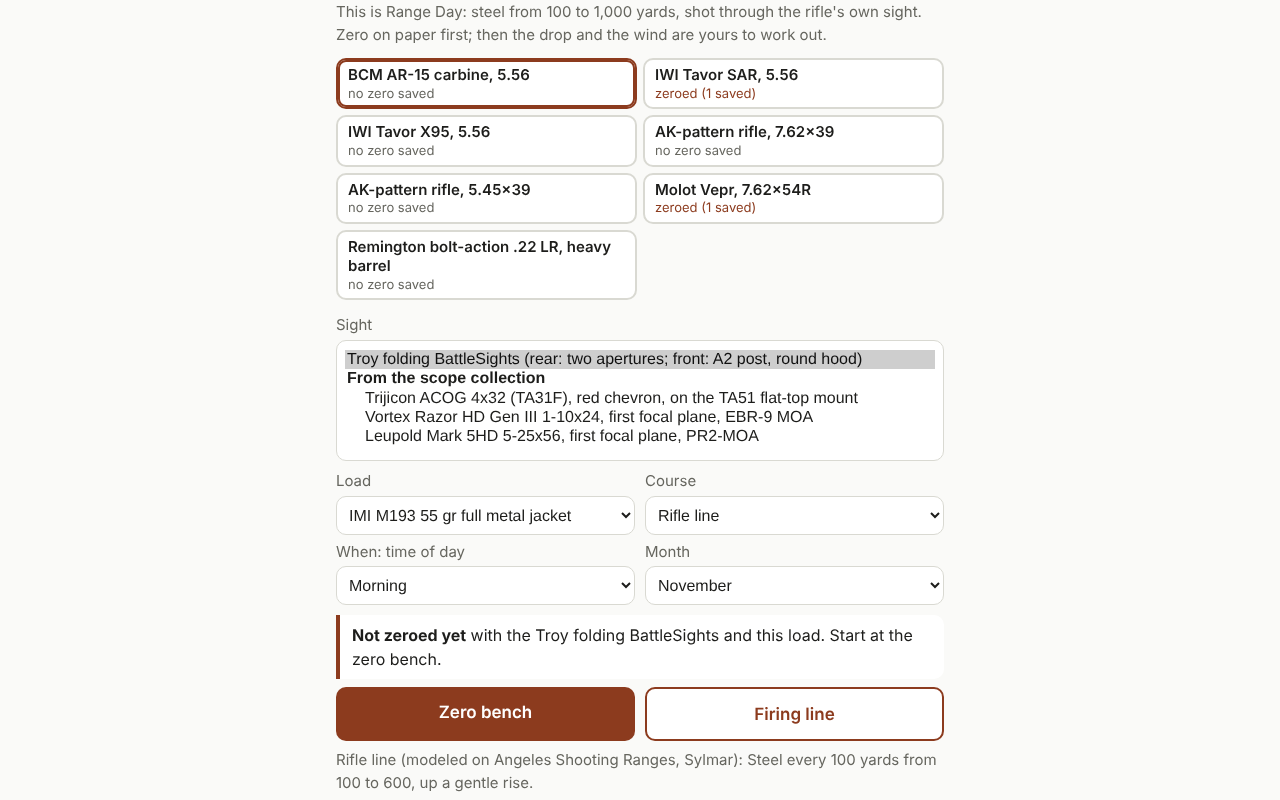 This is Range Day: steel from 100 to 1,000 yards, shot through the rifle's own sight.
Zero on paper first; then the drop and the wind are yours to work out.
BCM AR-15 carbine, 5.56
no zero saved
IWI Tavor SAR, 5.56
zeroed (1 saved)
IWI Tavor X95, 5.56
no zero saved
AK-pattern rifle, 7.62×39
no zero saved
AK-pattern rifle, 5.45×39
no zero saved
Molot Vepr, 7.62×54R
zeroed (1 saved)
Remington bolt-action .22 LR, heavy
barrel
no zero saved
Sight
Troy folding BattleSights (rear: two apertures; front: A2 post, round hood)
From the scope collection
Trijicon ACOG 4x32 (TA31F), red chevron, on the TA51 flat-top mount
Vortex Razor HD Gen III 1-10x24, first focal plane, EBR-9 MOA
Leupold Mark 5HD 5-25x56, first focal plane, PR2-MOA
Load
Course
IMI M193 55 gr full metal jacket
Rifle line
When: time of day
Month
Morning
November
Not zeroed yet with the Troy folding BattleSights and this load. Start at the
zero bench.
Zero bench
Firing line
Rifle line (modeled on Angeles Shooting Ranges, Sylmar): Steel every 100 yards from
100 to 600, up a gentle rise.